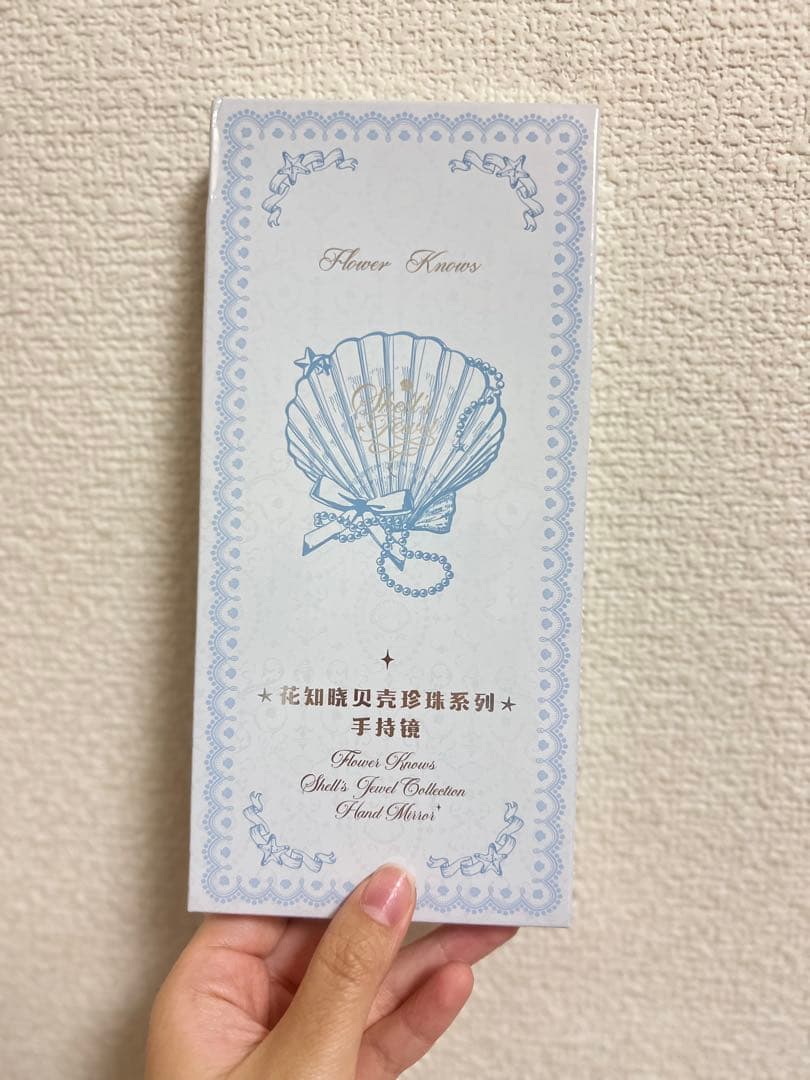 Flower Knows
Shell's
Jewel
花知晓贝壳珍珠系列
手持镜
Flower Knows
Shell's Jewel Collection
Hand Mirror